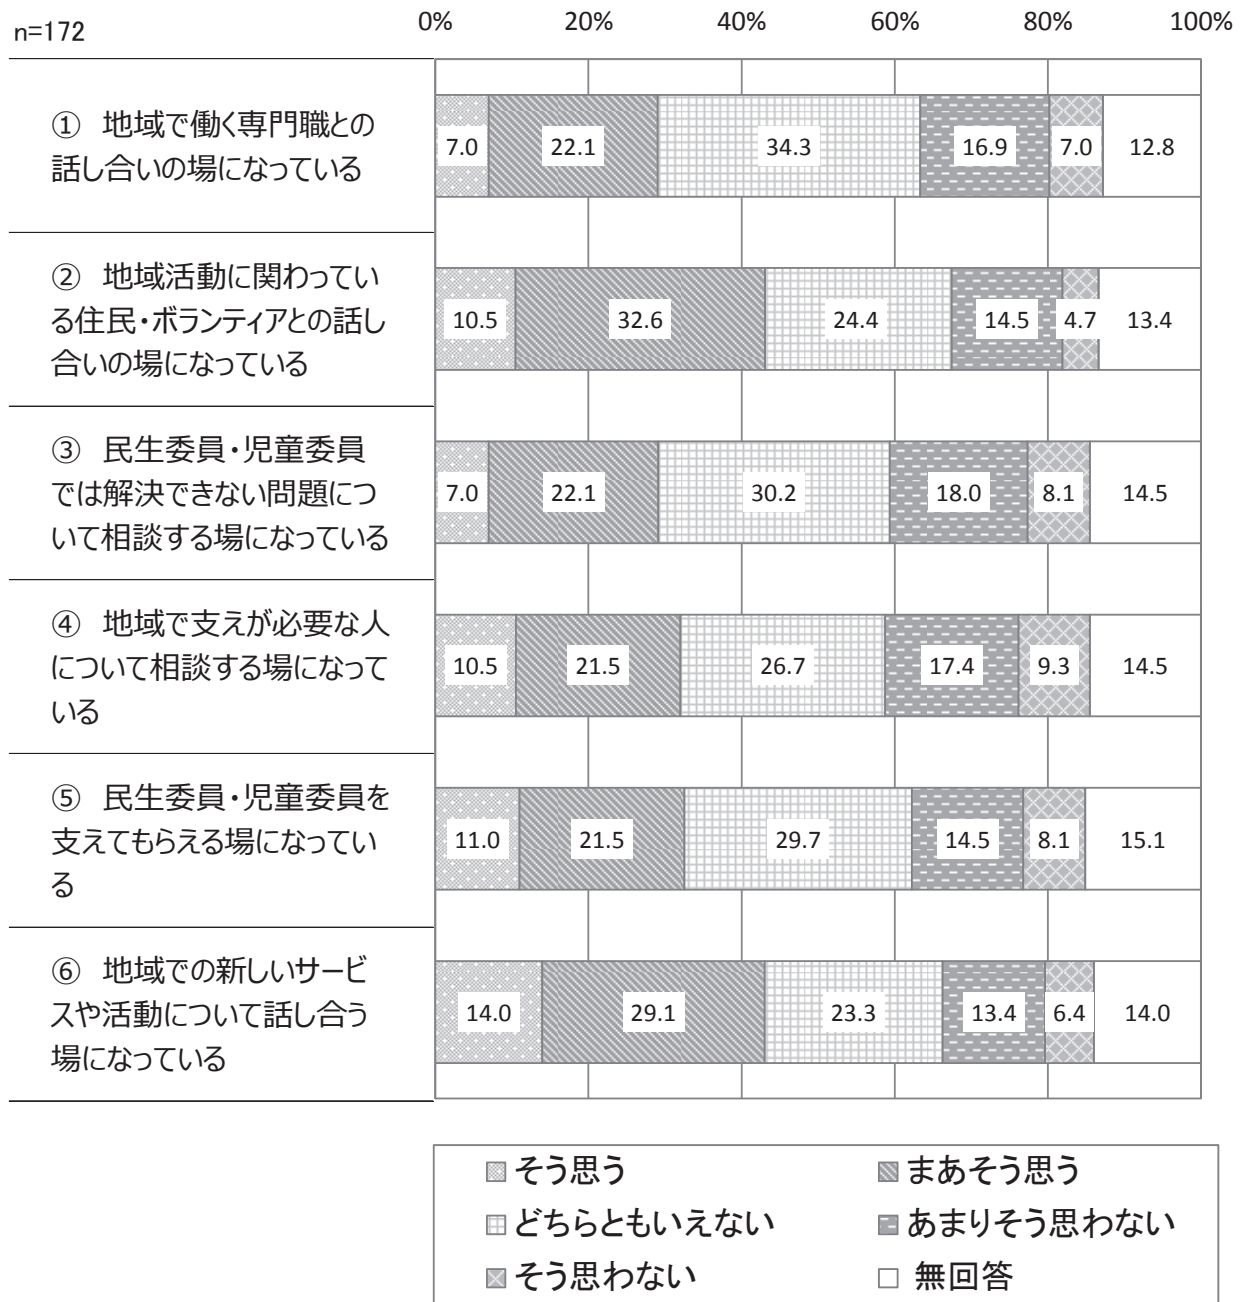 n=172
0% 20% 40% 60% 80% 100%
① 地域で働く専門職との
話し合いの場になっている
7.0 22.1 34.3 16.9 7.0 12.8
② 地域活動に関わってい
る住民・ボランティアとの話し
合いの場になっている
10.5 32.6 24.4 14.5 4.7 13.4
③ 民生委員・児童委員
では解決できない問題につ
いて相談する場になっている
7.0 22.1 30.2 18.0 8.1 14.5
④ 地域で支えが必要な人
について相談する場になって
いる
10.5 21.5 26.7 17.4 9.3 14.5
⑤ 民生委員・児童委員を
支えてもらえる場になってい
る
11.0 21.5 29.7 14.5 8.1 15.1
⑥ 地域での新しいサービ
スや活動について話し合う
場になっている
14.0 29.1 23.3 13.4 6.4 14.0
そう思う まあそう思う
どちらともいえない あまりそう思わない
そう思わない 無回答